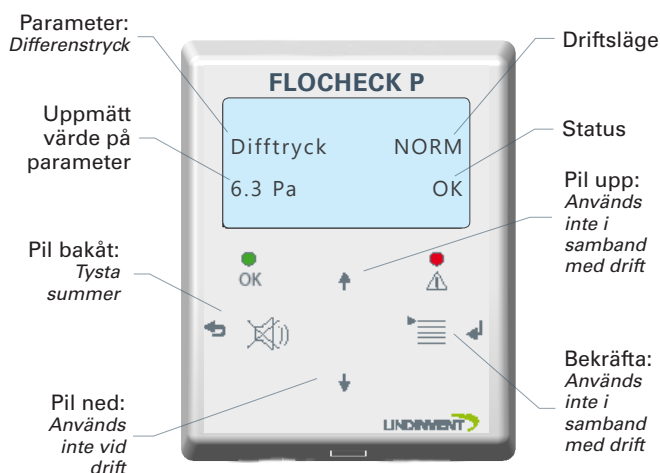 Parameter:
Differenstryck
Driftsläge
FLOCHECK P
Uppmätt
värde på
parameter
Difftryck NORM
6.3 Pa OK
Status
Pil upp:
Används
inte i
samband
med drift
Pil bakåt:
Tysta
summer
OK
Bekräfta:
Används
inte i
samband
med drift
Pil ned:
Används
inte vid
drift
LINDINVENT